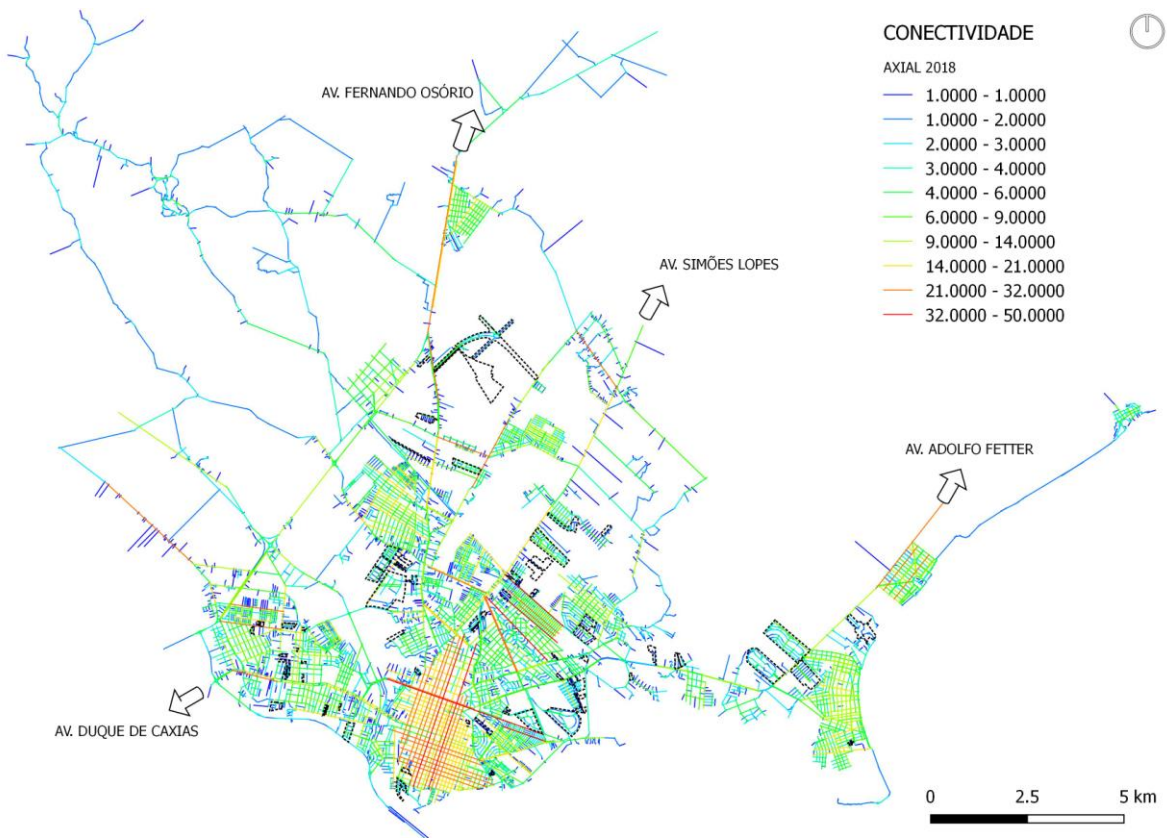 CONECTIVIDADE
AXIAL 2018
1.0000 - 1.0000
1.0000 - 2.0000
2.0000 - 3.0000
3.0000 - 4.0000
4.0000 - 6.0000
6.0000 - 9.0000
9.0000 - 14.0000
14.0000 - 21.0000
21.0000 - 32.0000
32.0000 - 50.0000
AV. FERNANDO OSÓRIO
AV. SIMÕES LOPES
AV. ADOLFO FETTER
AV. DUQUE DE CAXIAS
0 2.5 5 km